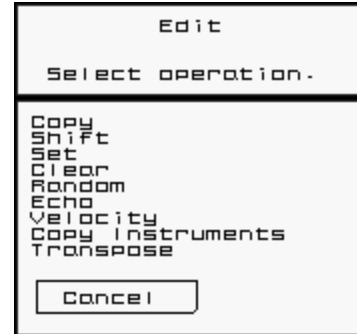 Edit
Select operation.
Copy
Shift
Set
Clear
Random
Echo
Velocity
Copy Instruments
Transpose
Cancel